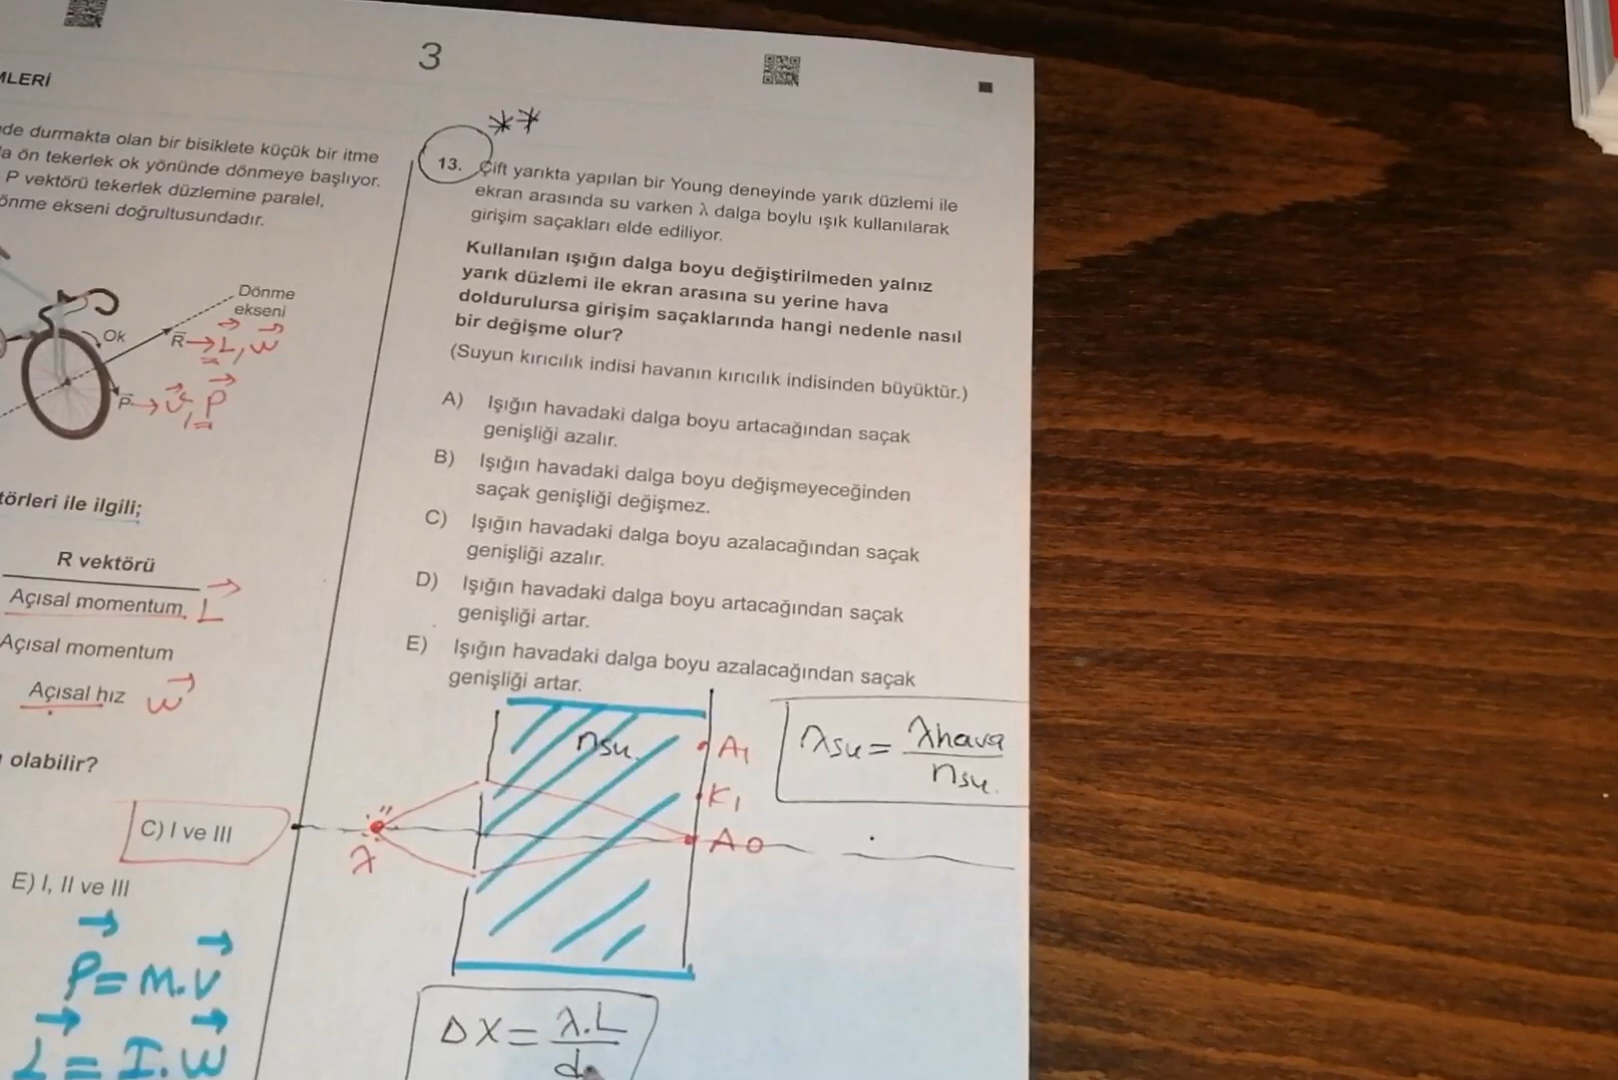 3
MLERİ
de durmakta olan bir bisiklete küçük bir itme
a ön tekerlek ok yönünde dönmeye başlıyor.
P vektörü tekerlek düzlemine paralel,
önme ekseni doğrultusundadır.
Dönme
ekseni
Ok
R → L, w
P → v, P
törleri ile ilgili;
R vektörü
Açısal momentum L
Açısal momentum
Açısal hız w
olabilir?
C) I ve III
E) I, II ve III
P = m.v
L = I.w
**
13. Çift yarıkta yapılan bir Young deneyinde yarık düzlemi ile
ekran arasında su varken λ dalga boylu ışık kullanılarak
girişim saçakları elde ediliyor.
Kullanılan ışığın dalga boyu değiştirilmeden yalnız
yarık düzlemi ile ekran arasına su yerine hava
doldurulursa girişim saçaklarında hangi nedenle nasıl
bir değişme olur?
(Suyun kırıcılık indisi havanın kırıcılık indisinden büyüktür.)
A) Işığın havadaki dalga boyu artacağından saçak
genişliği azalır.
B) Işığın havadaki dalga boyu değişmeyeceğinden
saçak genişliği değişmez.
C) Işığın havadaki dalga boyu azalacağından saçak
genişliği azalır.
D) Işığın havadaki dalga boyu artacağından saçak
genişliği artar.
E) Işığın havadaki dalga boyu azalacağından saçak
genişliği artar.
nsu
A1
K1
A0
λ
λsu = λhava / nsu
ΔX = λ.L / d